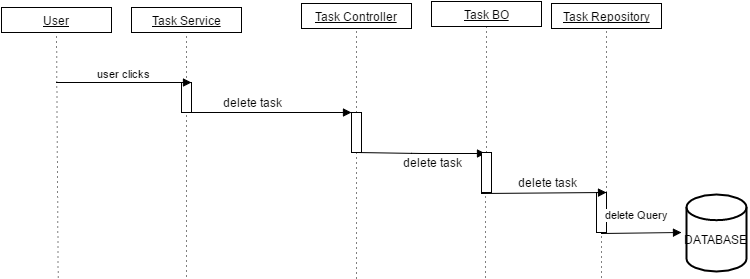 User
Task Service
Task Controller
Task BO
Task Repository
user clicks
delete task
delete task
delete task
delete Query
DATABASE